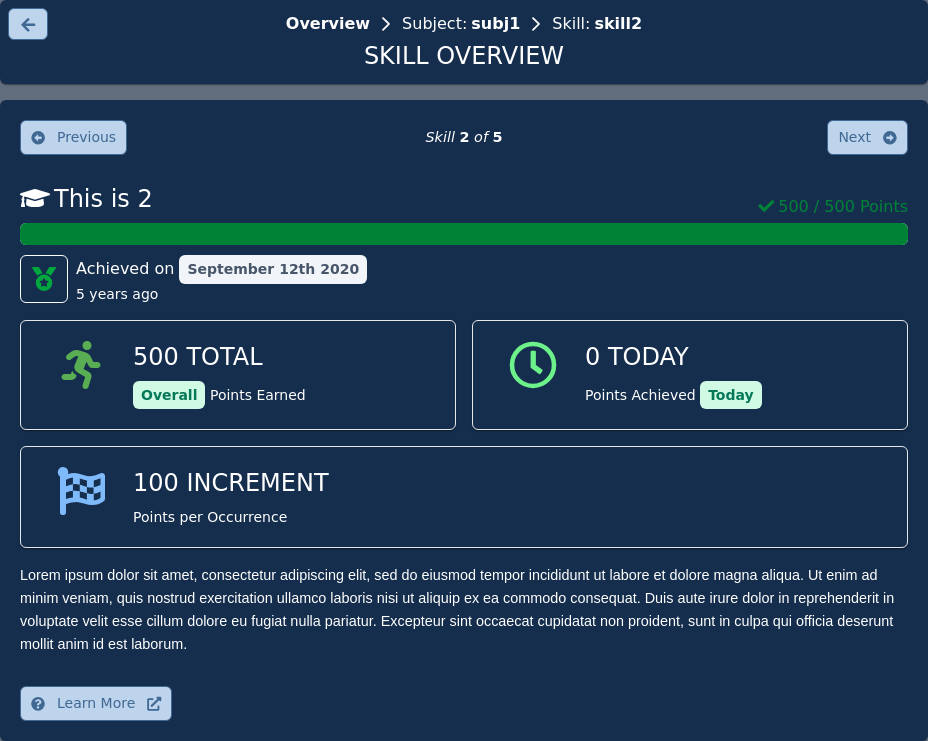 Overview Subject: subj1 Skill: skill2
SKILL OVERVIEW
Previous Skill 2 of 5 Next
This is 2
500 / 500 Points
Achieved on September 12th 2020
5 years ago
500 TOTAL
Overall Points Earned
0 TODAY
Points Achieved Today
100 INCREMENT
Points per Occurrence
Lorem ipsum dolor sit amet, consectetur adipiscing elit, sed do eiusmod tempor incididunt ut labore et dolore magna aliqua. Ut enim ad
minim veniam, quis nostrud exercitation ullamco laboris nisi ut aliquip ex ea commodo consequat. Duis aute irure dolor in reprehenderit in
voluptate velit esse cillum dolore eu fugiat nulla pariatur. Excepteur sint occaecat cupidatat non proident, sunt in culpa qui officia deserunt
mollit anim id est laborum.
Learn More